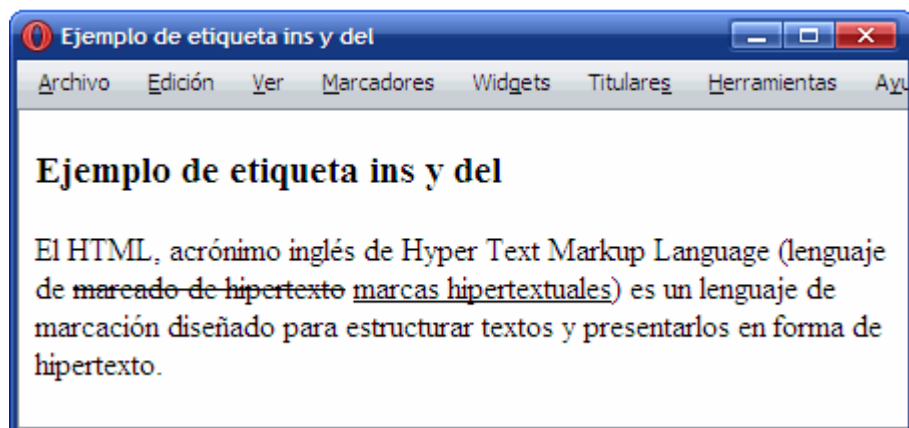 Ejemplo de etiqueta ins y del
Archivo Edición Ver Marcadores Widgets Titulares Herramientas Ayu
Ejemplo de etiqueta ins y del
El HTML, acrónimo inglés de Hyper Text Markup Language (lenguaje
de marcado de hipertexto marcas hipertextuales) es un lenguaje de
marcación diseñado para estructurar textos y presentarlos en forma de
hipertexto.